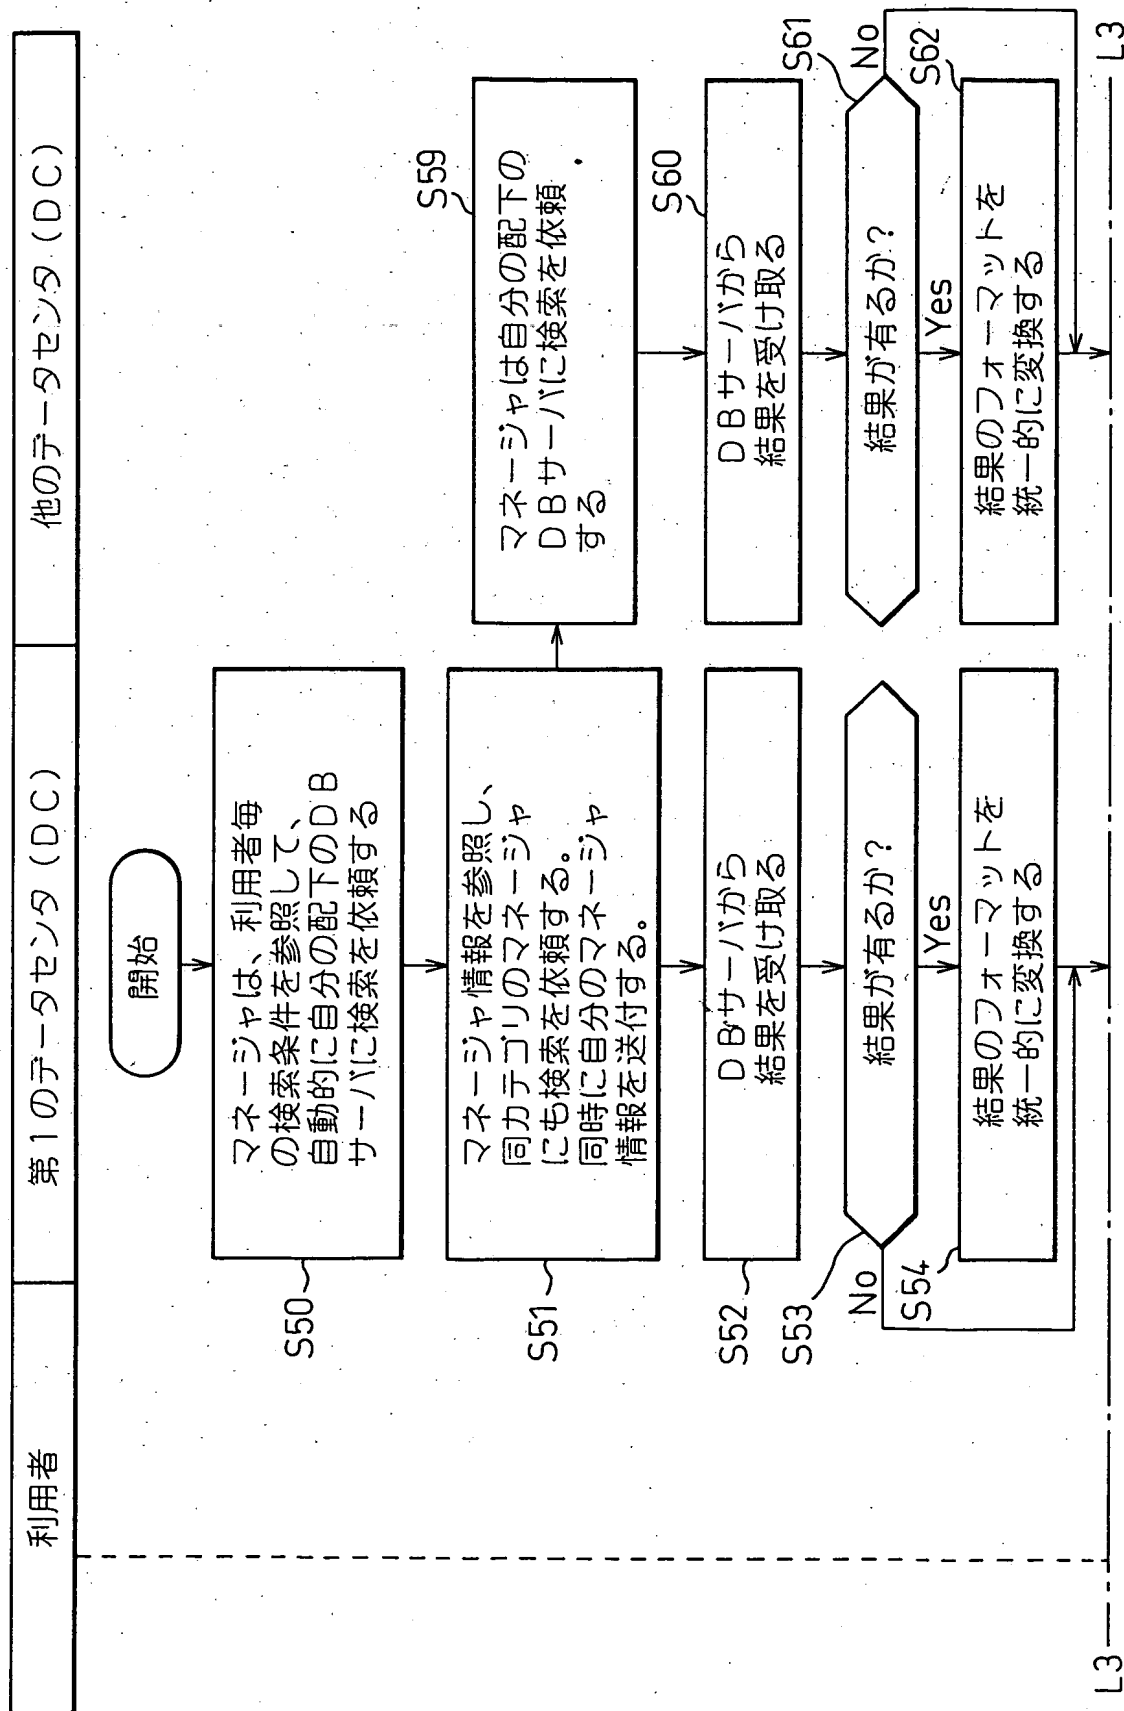 利用者
第1のデータセンタ(DC)
他のデータセンタ(DC)
開始
S50
マネージャは、利用者毎
の検索条件を参照して、
自動的に自分の配下のDB
サーバに検索を依頼する
S51
マネージャ情報を参照し、
同カテゴリのマネージャ
にも検索を依頼する。
同時に自分のマネージャ
情報を送付する。
S59
マネージャは自分の配下の
DBサーバに検索を依頼
する
S52
DBサーバから
結果を受け取る
S60
DBサーバから
結果を受け取る
S53
結果が有るか?
No
Yes
S61
結果が有るか?
No
Yes
S54
結果のフォーマットを
統一的に変換する
S62
結果のフォーマットを
統一的に変換する
L3
L3